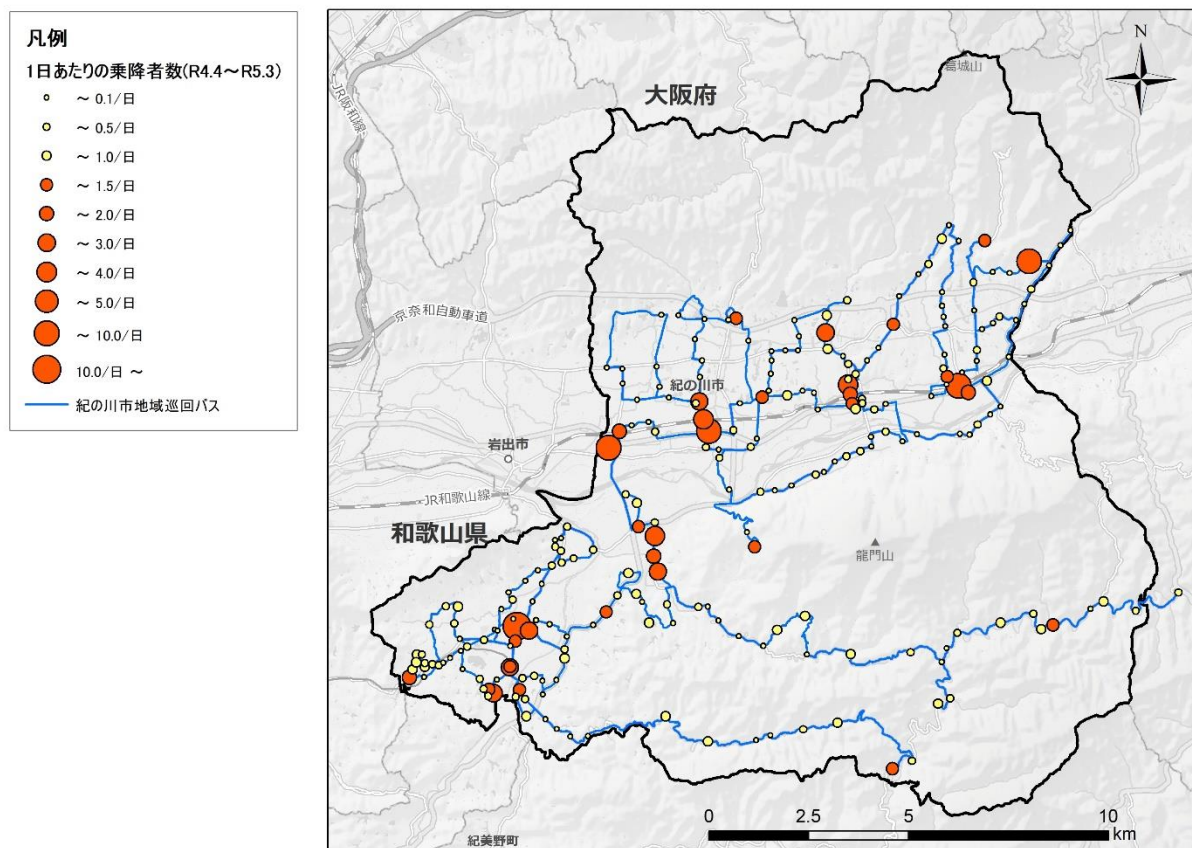 凡例
1日あたりの乗降者数(R4.4～R5.3)
～ 0.1/日
～ 0.5/日
～ 1.0/日
～ 1.5/日
～ 2.0/日
～ 3.0/日
～ 4.0/日
～ 5.0/日
～ 10.0/日
10.0/日 ～
紀の川市地域巡回バス
N
葛城山
大阪府
JR阪和線
京奈和自動車道
紀の川市
岩出市
JR和歌山線
和歌山県
龍門山
紀美野町
0 2.5 5 10
km